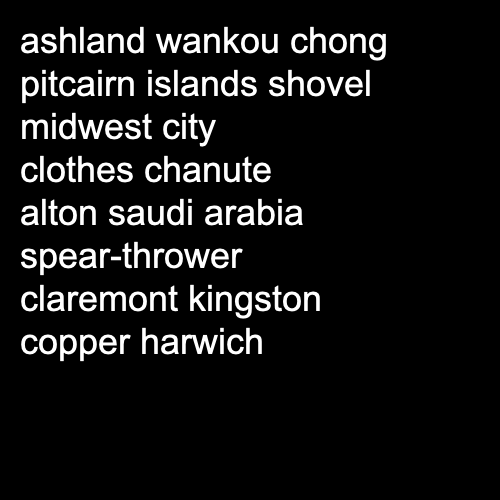 ashland wankou chong
pitcairn islands shovel
midwest city
clothes chanute
alton saudi arabia
spear-thrower
claremont kingston
copper harwich